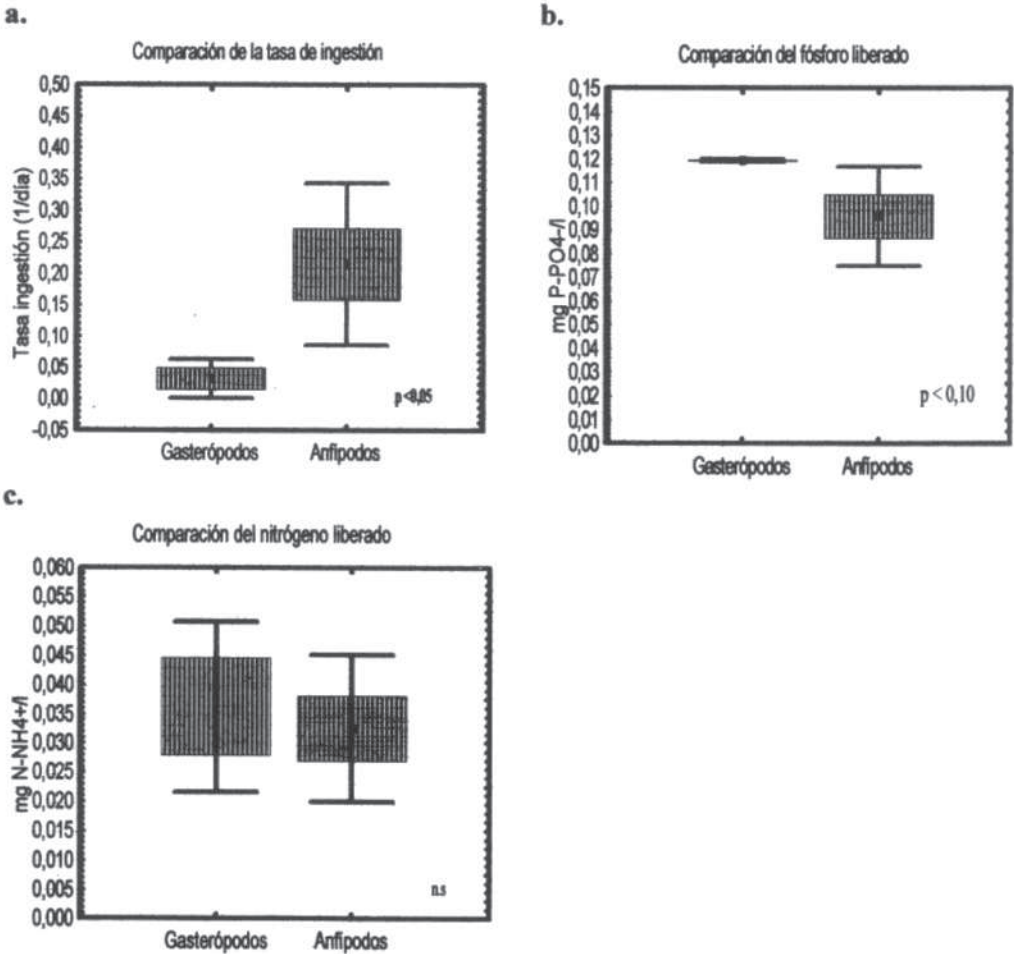 a.
Comparación de la tasa de ingestión
Tasa ingestión (1/día)
0,50
0,45
0,40
0,35
0,30
0,25
0,20
0,15
0,10
0,05
0,00
-0,05
p <0,05
Gasterópodos Anfípodos
b.
Comparación del fósforo liberado
mg P-PO4-/l
0,15
0,14
0,13
0,12
0,11
0,10
0,09
0,08
0,07
0,06
0,05
0,04
0,03
0,02
0,01
0,00
p < 0,10
Gasterópodos Anfípodos
c.
Comparación del nitrógeno liberado
mg N-NH4+/l
0,060
0,055
0,050
0,045
0,040
0,035
0,030
0,025
0,020
0,015
0,010
0,005
0,000
n.s
Gasterópodos Anfípodos